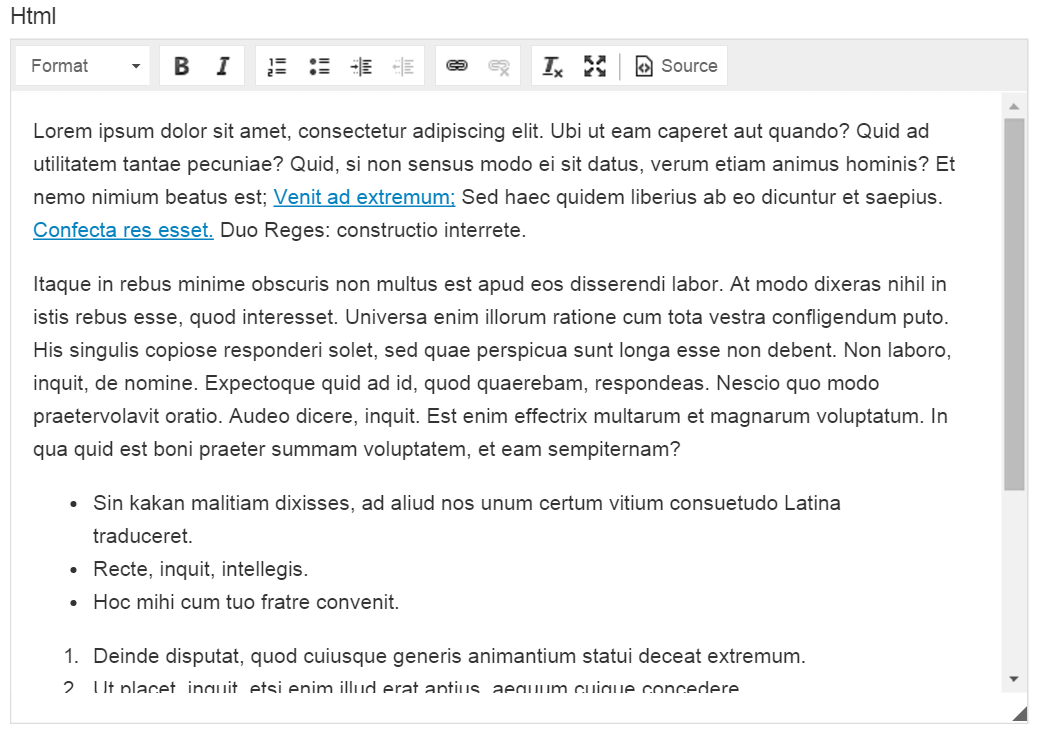 Html
Format B I Source
Lorem ipsum dolor sit amet, consectetur adipiscing elit. Ubi ut eam caperet aut quando? Quid ad
utilitatem tantae pecuniae? Quid, si non sensus modo ei sit datus, verum etiam animus hominis? Et
nemo nimium beatus est; Venit ad extremum; Sed haec quidem liberius ab eo dicuntur et saepius.
Confecta res esset. Duo Reges: constructio interrete.
Itaque in rebus minime obscuris non multus est apud eos disserendi labor. At modo dixeras nihil in
istis rebus esse, quod interesset. Universa enim illorum ratione cum tota vestra confligendum puto.
His singulis copiose responderi solet, sed quae perspicua sunt longa esse non debent. Non laboro,
inquit, de nomine. Expectoque quid ad id, quod quaerebam, respondeas. Nescio quo modo
praetervolavit oratio. Audeo dicere, inquit. Est enim effectrix multarum et magnarum voluptatum. In
qua quid est boni praeter summam voluptatem, et eam sempiternam?
• Sin kakan malitiam dixisses, ad aliud nos unum certum vitium consuetudo Latina
traduceret.
• Recte, inquit, intellegis.
• Hoc mihi cum tuo fratre convenit.
1. Deinde disputat, quod cuiusque generis animantium statui deceat extremum.
2. Ut placet, inquit, etsi enim illud erat aptius, aequum cuique concedere.